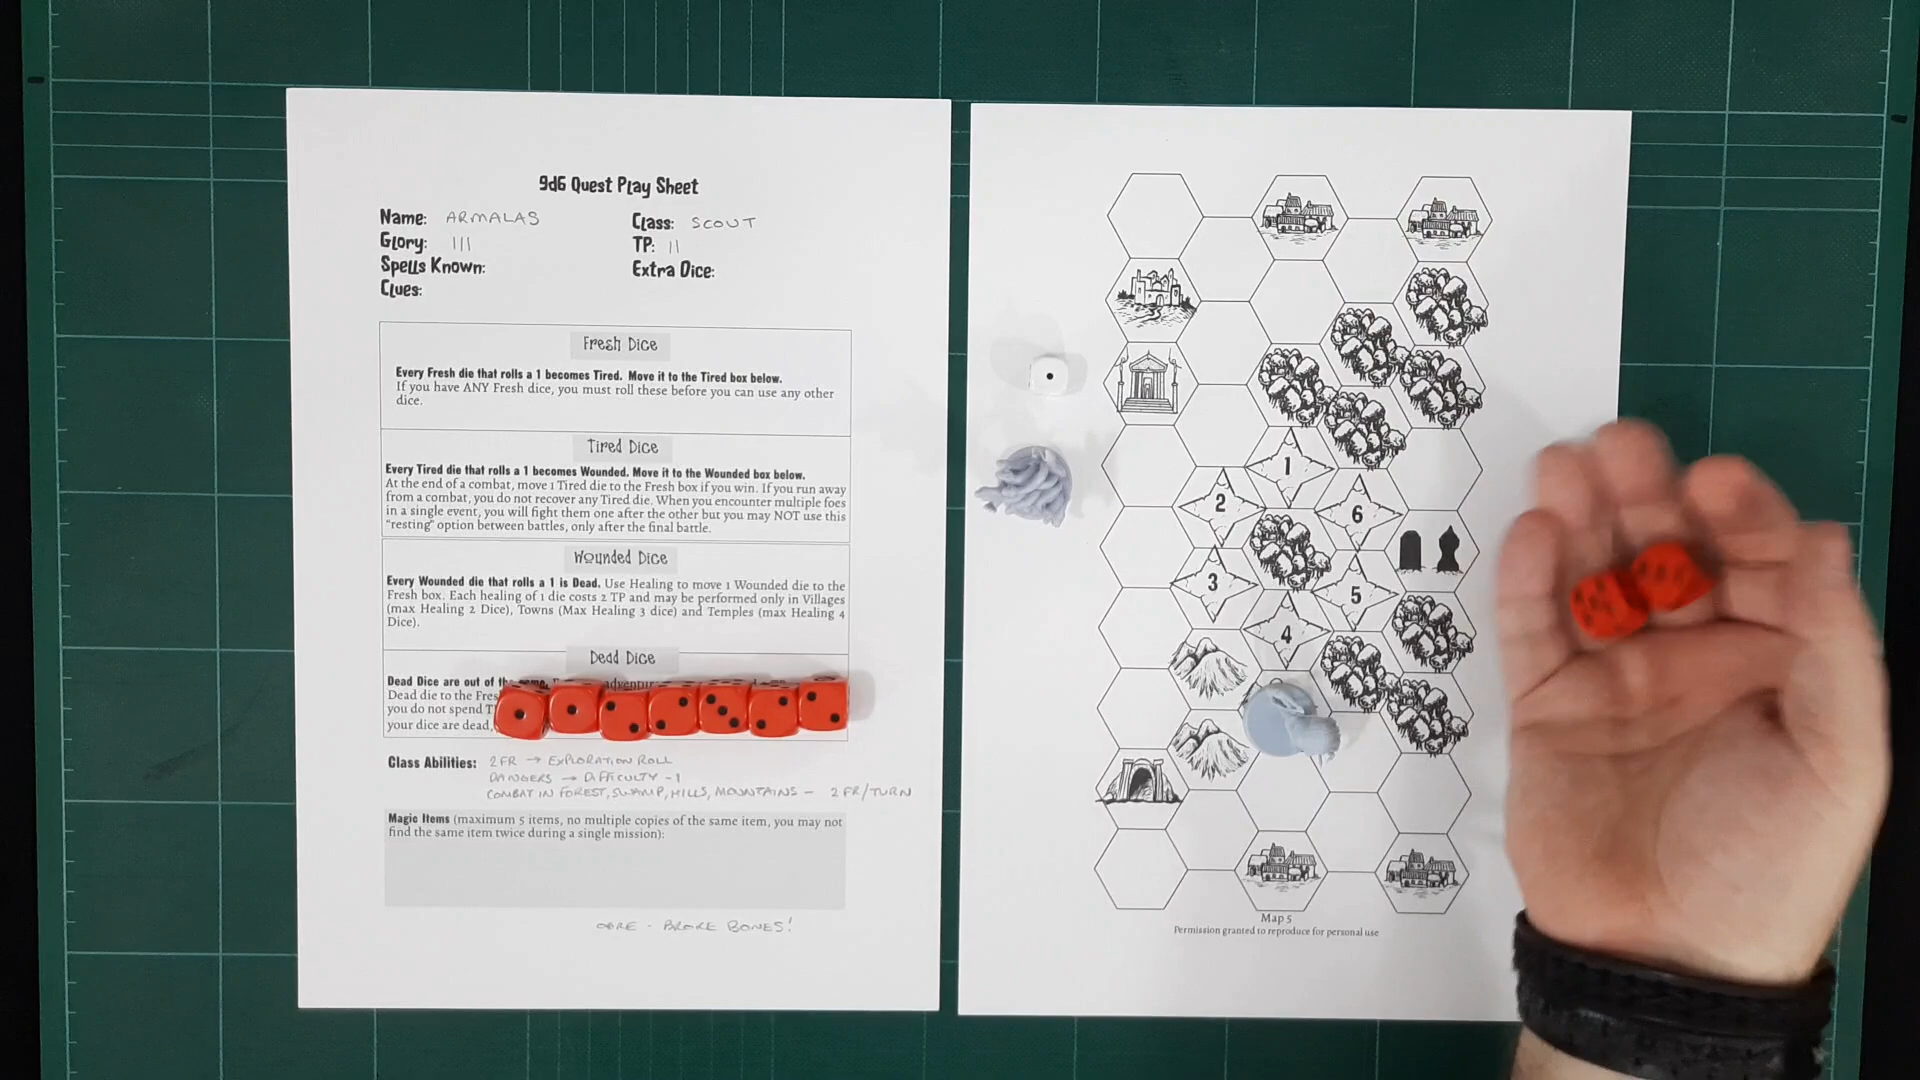 9d6 Quest Play Sheet
Name: ARMALAS
Class: SCOUT
Glory: III
TP: II
Spells Known:
Extra Dice:
Clues:
Fresh Dice
Every Fresh die that rolls a 1 becomes Tired. Move it to the Tired box below.
If you have ANY Fresh dice, you must roll these before you can use any other
dice.
Tired Dice
Every Tired die that rolls a 1 becomes Wounded. Move it to the Wounded box below.
At the end of a combat, move 1 Tired die to the Fresh box if you win. If you run away
from a combat, you do not recover any Tired die. When you encounter multiple foes
in a single event, you will fight them one after the other but you may NOT use this
"resting" option between battles, only after the final battle.
Wounded Dice
Every Wounded die that rolls a 1 is Dead. Use Healing to move 1 Wounded die to the
Fresh box. Each healing of 1 die costs 2 TP and may be performed only in Villages
(max Healing 2 Dice), Towns (Max Healing 3 dice) and Temples (max Healing 4
Dice).
Dead Dice
Dead Dice are out of
Dead die to the
you do not spend
your dice are dead,
Class Abilities: 2FR → EXPLORATION ROLL
DANGERS → DIFFICULTY -1
COMBAT IN FOREST, SWAMP, HILLS, MOUNTAINS - 2 FR/TURN
Magic Items (maximum 5 items, no multiple copies of the same item, you may not
find the same item twice during a single mission):
OGRE - BROKE BONES!
1
2
6
3
5
4
Map 5
Permission granted to reproduce for personal use